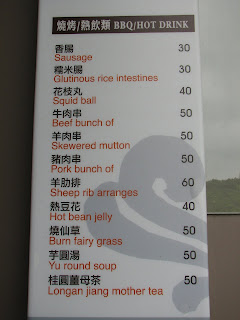 燒烤/熱飲類 BBQ/HOT DRINK
香腸 30
Sausage
糯米腸 30
Glutinous rice intestines
花枝丸 40
Squid ball
牛肉串 50
Beef bunch of
羊肉串 50
Skewered mutton
豬肉串 50
Pork bunch of
羊肋排 60
Sheep rib arranges
熱豆花 40
Hot bean jelly
燒仙草 50
Burn fairy grass
芋圓湯 50
Yu round soup
桂圓薑母茶 50
Longan jiang mother tea